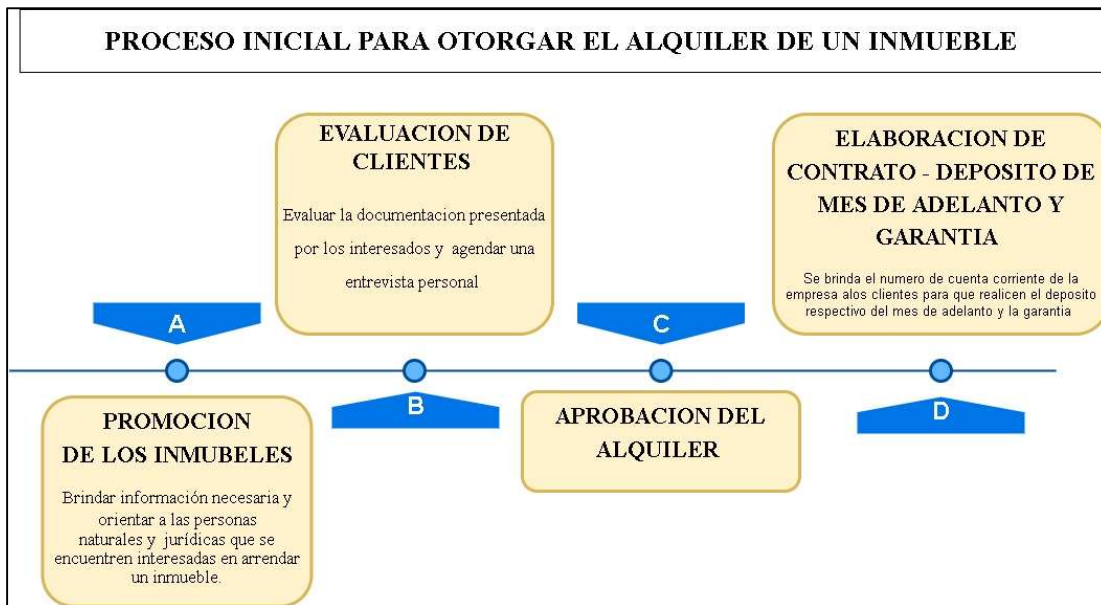 PROCESO INICIAL PARA OTORGAR EL ALQUILER DE UN INMUEBLE
A
PROMOCION
DE LOS INMUBELES
Brindar información necesaria y
orientar a las personas
naturales y jurídicas que se
encuentren interesadas en arrendar
un inmueble.
EVALUACION DE
CLIENTES
Evaluar la documentacion presentada
por los interesados y agendar una
entrevista personal
B
C
APROBACION DEL
ALQUILER
ELABORACION DE
CONTRATO - DEPOSITO DE
MES DE ADELANTO Y
GARANTIA
Se brinda el numero de cuenta corriente de la
empresa alos clientes para que realicen el deposito
respectivo del mes de adelanto y la garantia
D